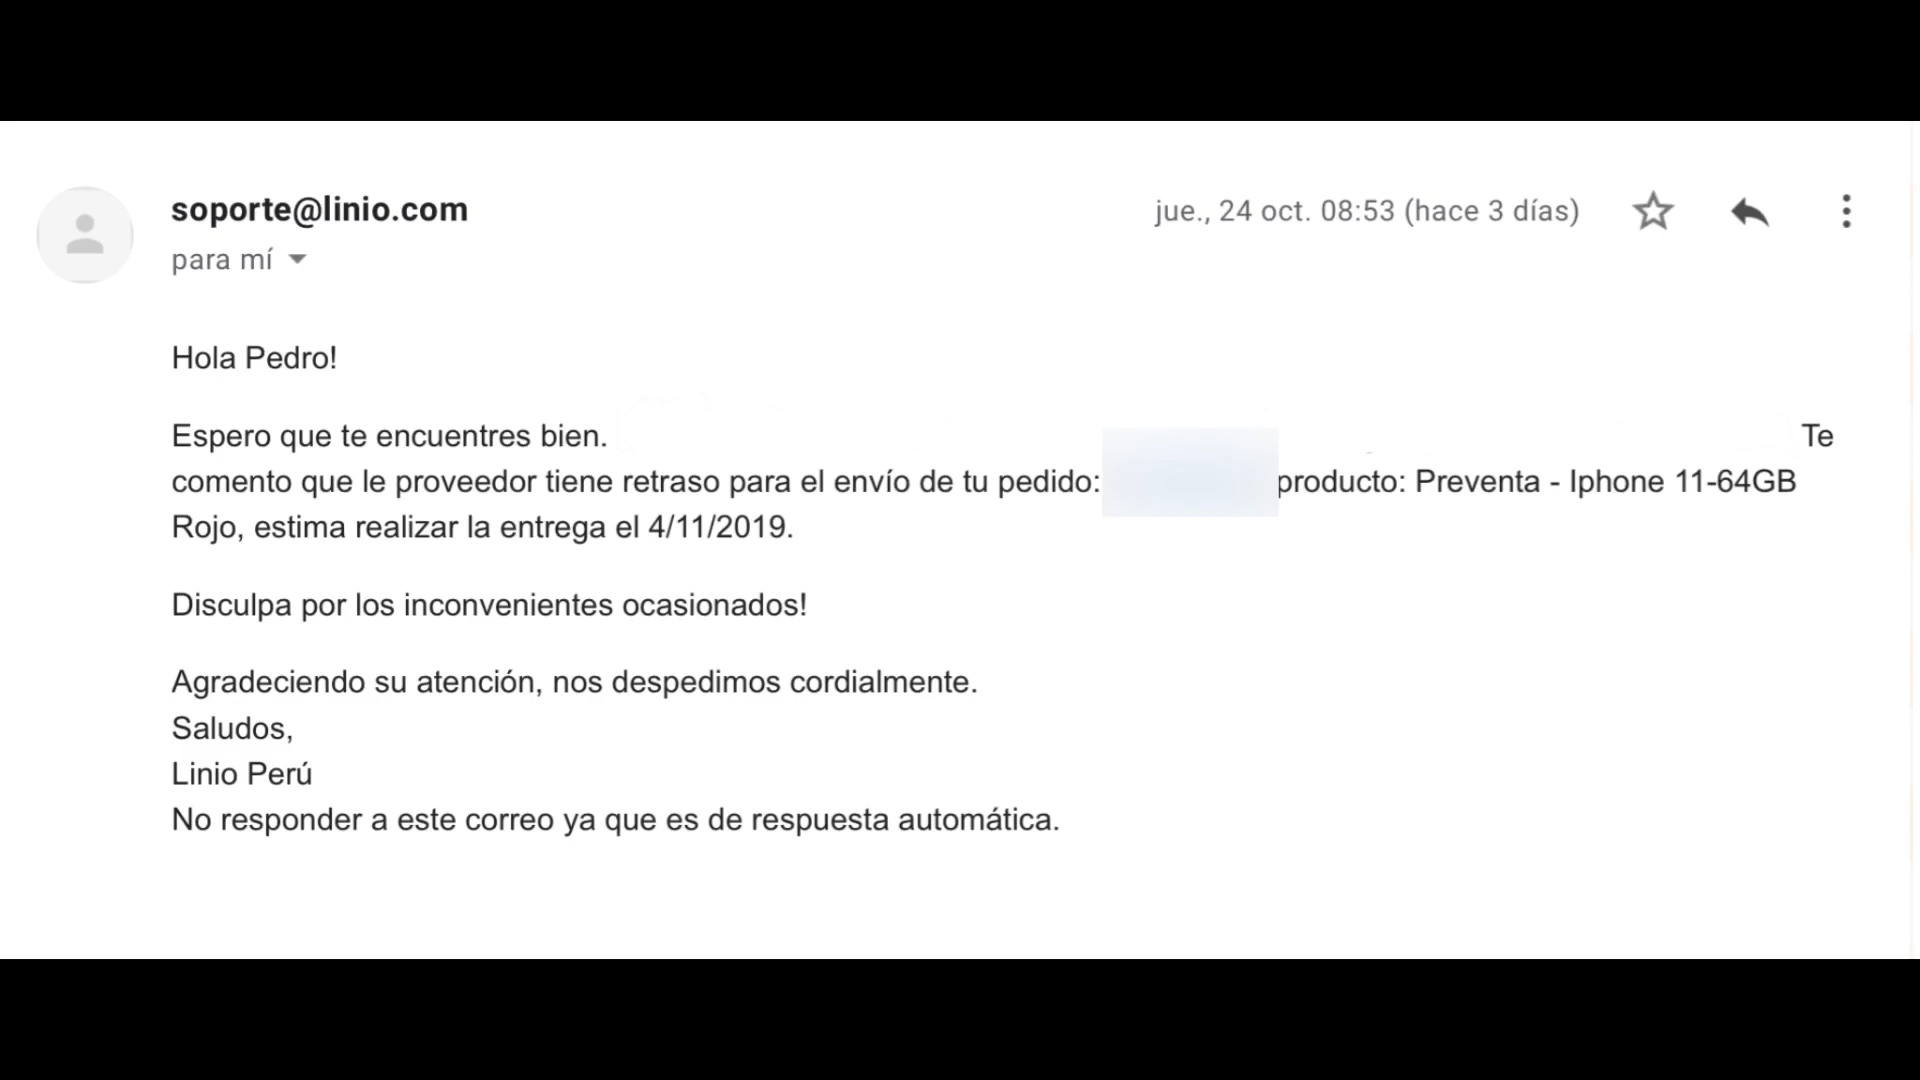 soporte@linio.com
jue., 24 oct. 08:53 (hace 3 días)
para mí
Hola Pedro!
Espero que te encuentres bien. Te
comento que le proveedor tiene retraso para el envío de tu pedido: producto: Preventa - Iphone 11-64GB
Rojo, estima realizar la entrega el 4/11/2019.
Disculpa por los inconvenientes ocasionados!
Agradeciendo su atención, nos despedimos cordialmente.
Saludos,
Linio Perú
No responder a este correo ya que es de respuesta automática.